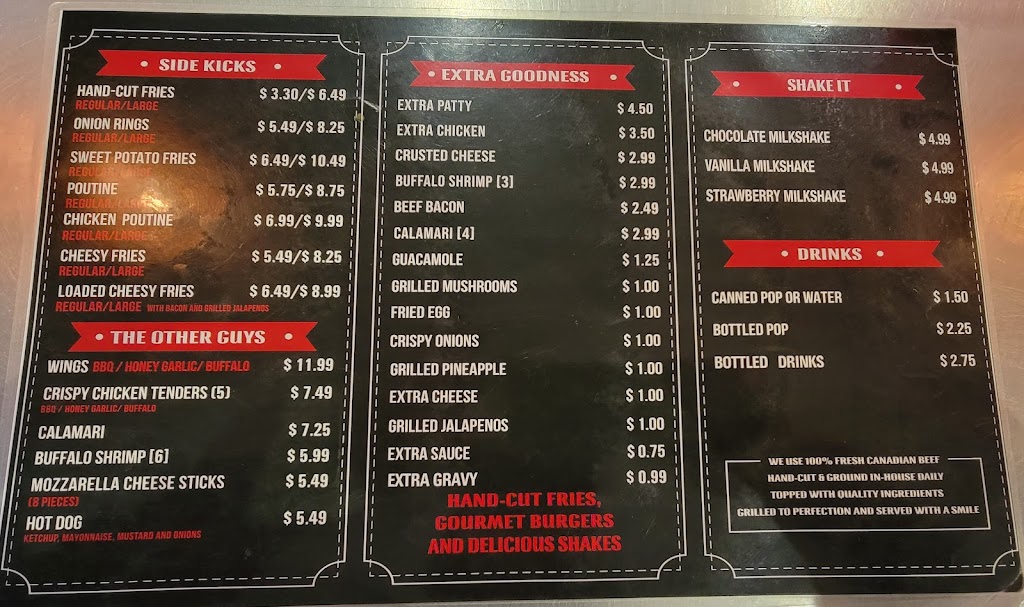 • SIDE KICKS •
HAND-CUT FRIES $ 3.30/$ 6.49
REGULAR/LARGE
ONION RINGS $ 5.49/$ 8.25
REGULAR/LARGE
SWEET POTATO FRIES $ 6.49/$ 10.49
REGULAR/LARGE
POUTINE $ 5.75/$ 8.75
REGULAR/LARGE
CHICKEN POUTINE $ 6.99/$ 9.99
REGULAR/LARGE
CHEESY FRIES $ 5.49/$ 8.25
REGULAR/LARGE
LOADED CHEESY FRIES $ 6.49/$ 8.99
REGULAR/LARGE WITH BACON AND GRILLED JALAPENOS
• THE OTHER GUYS •
WINGS BBQ / HONEY GARLIC/ BUFFALO $ 11.99
CRISPY CHICKEN TENDERS (5) $ 7.49
BBQ / HONEY GARLIC/ BUFFALO
CALAMARI $ 7.25
BUFFALO SHRIMP [6] $ 5.99
MOZZARELLA CHEESE STICKS $ 5.49
(8 PIECES)
HOT DOG $ 5.49
KETCHUP, MAYONNAISE, MUSTARD AND ONIONS
• EXTRA GOODNESS •
EXTRA PATTY $ 4.50
EXTRA CHICKEN $ 3.50
CRUSTED CHEESE $ 2.99
BUFFALO SHRIMP [3] $ 2.99
BEEF BACON $ 2.49
CALAMARI [4] $ 2.99
GUACAMOLE $ 1.25
GRILLED MUSHROOMS $ 1.00
FRIED EGG $ 1.00
CRISPY ONIONS $ 1.00
GRILLED PINEAPPLE $ 1.00
EXTRA CHEESE $ 1.00
GRILLED JALAPENOS $ 1.00
EXTRA SAUCE $ 0.75
EXTRA GRAVY $ 0.99
HAND-CUT FRIES,
GOURMET BURGERS
AND DELICIOUS SHAKES
• SHAKE IT •
CHOCOLATE MILKSHAKE $ 4.99
VANILLA MILKSHAKE $ 4.99
STRAWBERRY MILKSHAKE $ 4.99
• DRINKS •
CANNED POP OR WATER $ 1.50
BOTTLED POP $ 2.25
BOTTLED DRINKS $ 2.75
WE USE 100% FRESH CANADIAN BEEF
HAND-CUT & GROUND IN-HOUSE DAILY
TOPPED WITH QUALITY INGREDIENTS
GRILLED TO PERFECTION AND SERVED WITH A SMILE